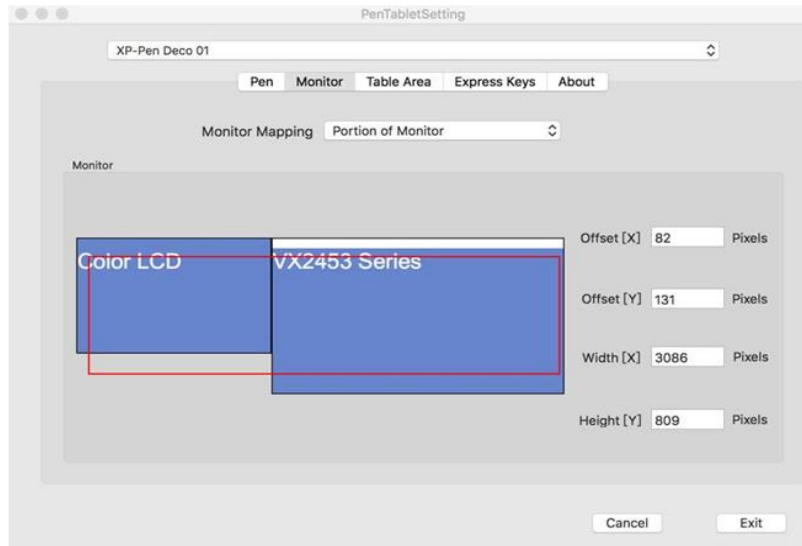 PenTabletSetting
XP-Pen Deco 01
Pen Monitor Table Area Express Keys About
Monitor Mapping Portion of Monitor
Monitor
Color LCD VX2453 Series
Offset [X] 82 Pixels
Offset [Y] 131 Pixels
Width [X] 3086 Pixels
Height [Y] 809 Pixels
Cancel Exit